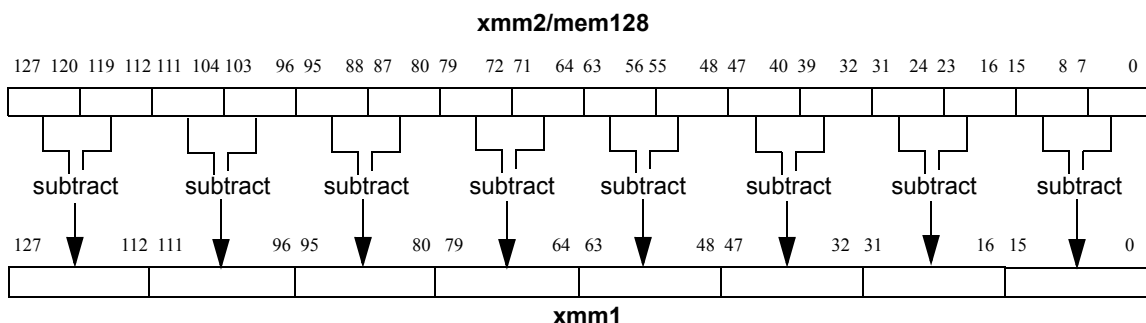 xmm2/mem128
127 120 119 112 111 104 103 96 95 88 87 80 79 72 71 64 63 56 55 48 47 40 39 32 31 24 23 16 15 8 7 0
subtract subtract subtract subtract subtract subtract subtract subtract
127 112 111 96 95 80 79 64 63 48 47 32 31 16 15 0
xmm1